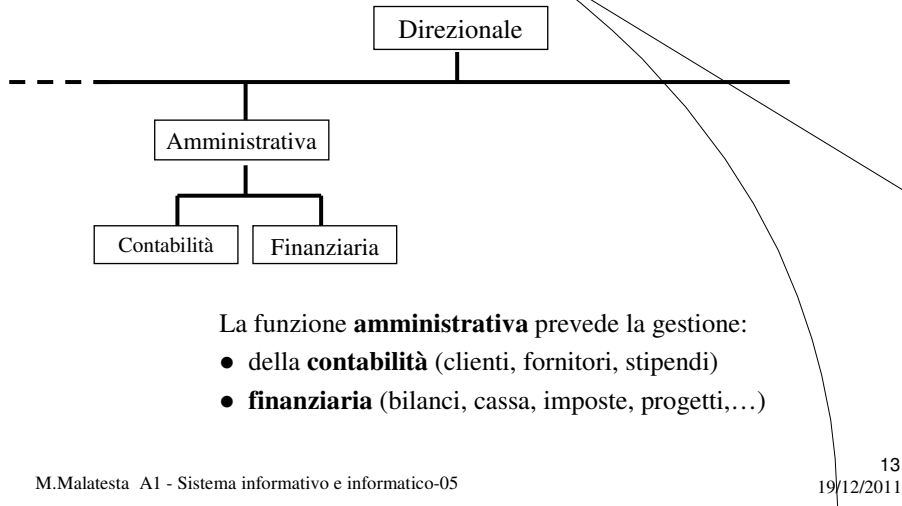 Direzionale
Amministrativa
Contabilità
Finanziaria
La funzione amministrativa prevede la gestione:
● della contabilità (clienti, fornitori, stipendi)
● finanziaria (bilanci, cassa, imposte, progetti,…)
M.Malatesta A1 - Sistema informativo e informatico-05
13
19/12/2011